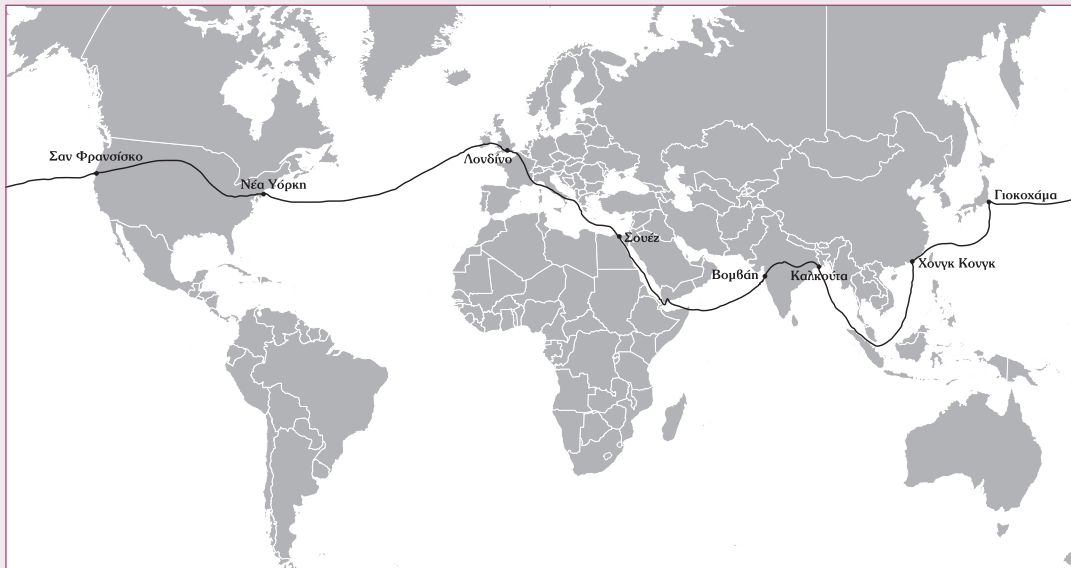 Σαν Φρανσίσκο
Νέα Υόρκη
Λονδίνο
Σουέζ
Βομβάη
Καλκούτα
Χονγκ Κονγκ
Γιοκοχάμα